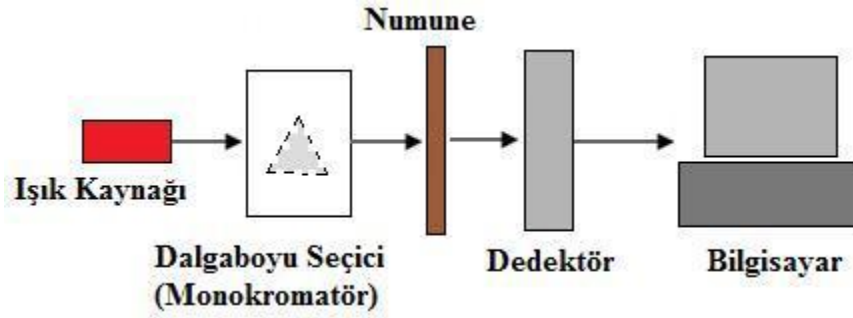 Numune
Işık Kaynağı
Dalgaboyu Seçici
(Monokromatör)
Dedektör
Bilgisayar